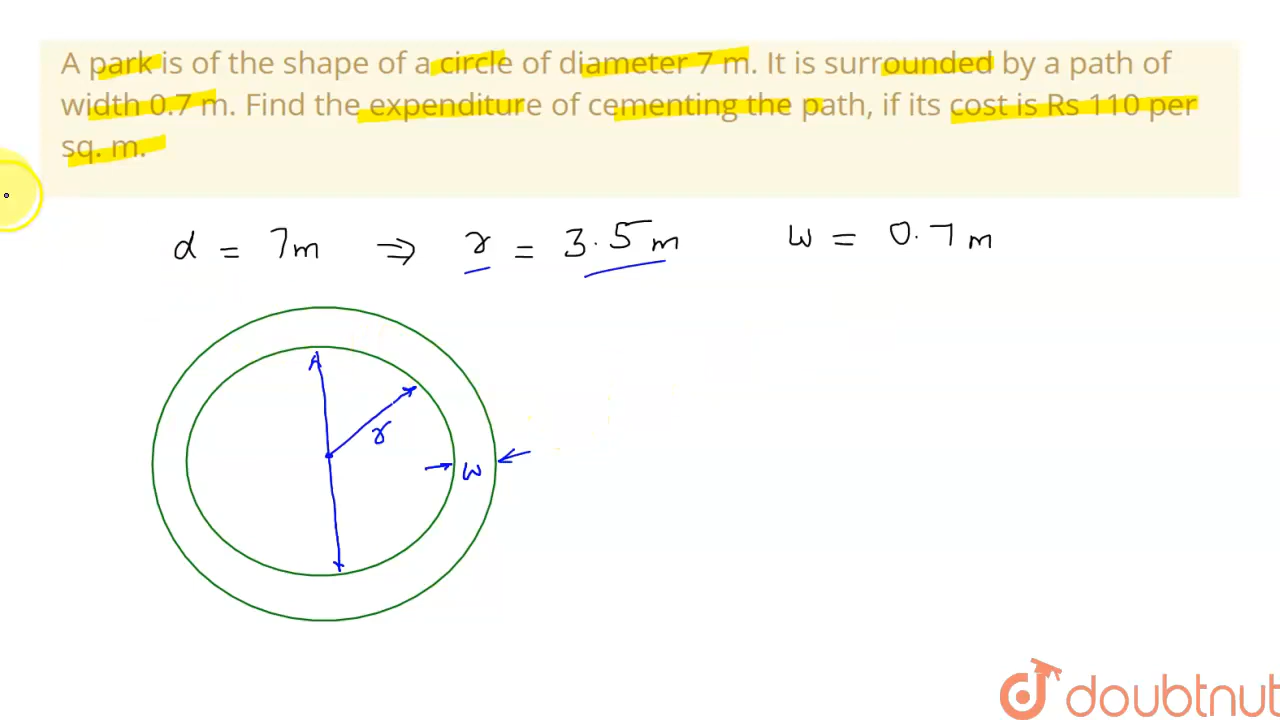 A park is of the shape of a circle of diameter 7 m. It is surrounded by a path of
width 0.7 m. Find the expenditure of cementing the path, if its cost is Rs 110 per
sq. m.
d = 7m ⇒ r = 3.5 m w = 0.7 m
A
r
w
doubtnut